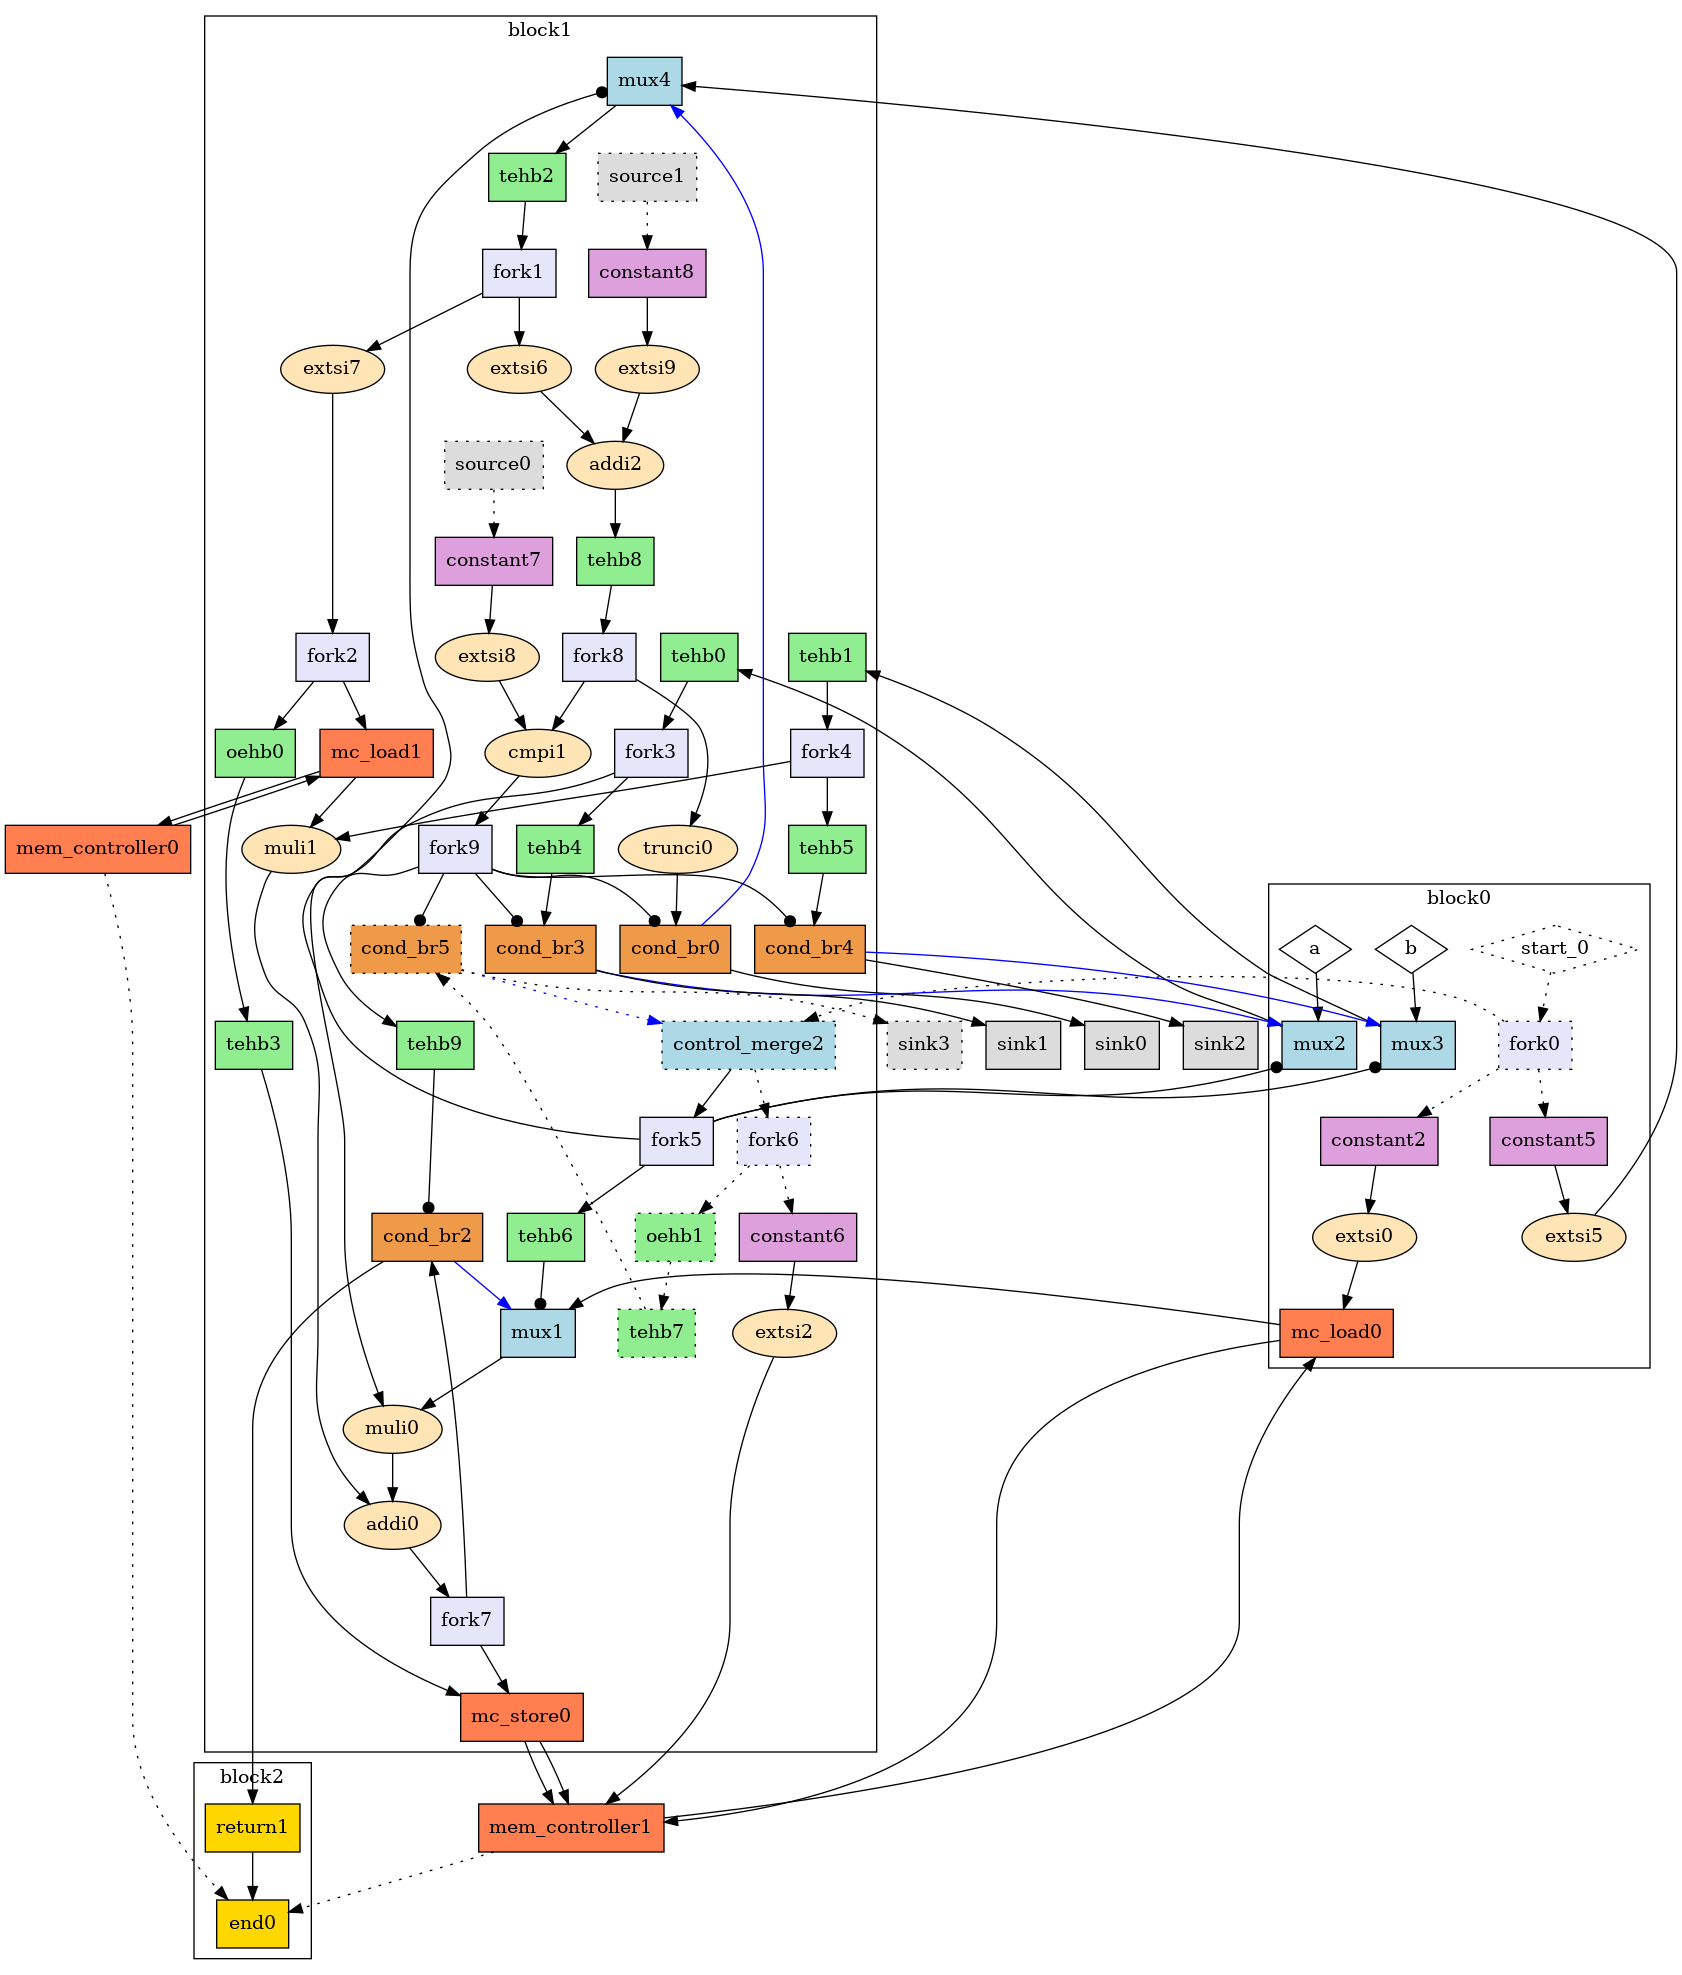 block1
mux4
tehb2
source1
fork1
constant8
extsi7
extsi6
extsi9
source0
addi2
constant7
tehb8
fork2
extsi8
fork8
tehb0
tehb1
oehb0
mc_load1
cmpi1
fork3
fork4
mem_controller0
muli1
fork9
tehb4
trunci0
tehb5
block0
cond_br5
cond_br3
cond_br0
cond_br4
a
b
start_0
tehb3
tehb9
control_merge2
sink3
sink1
sink0
sink2
mux2
mux3
fork0
fork5
fork6
constant2
constant5
cond_br2
tehb6
oehb1
constant6
extsi0
extsi5
mux1
tehb7
extsi2
mc_load0
muli0
addi0
fork7
mc_store0
block2
return1
mem_controller1
end0